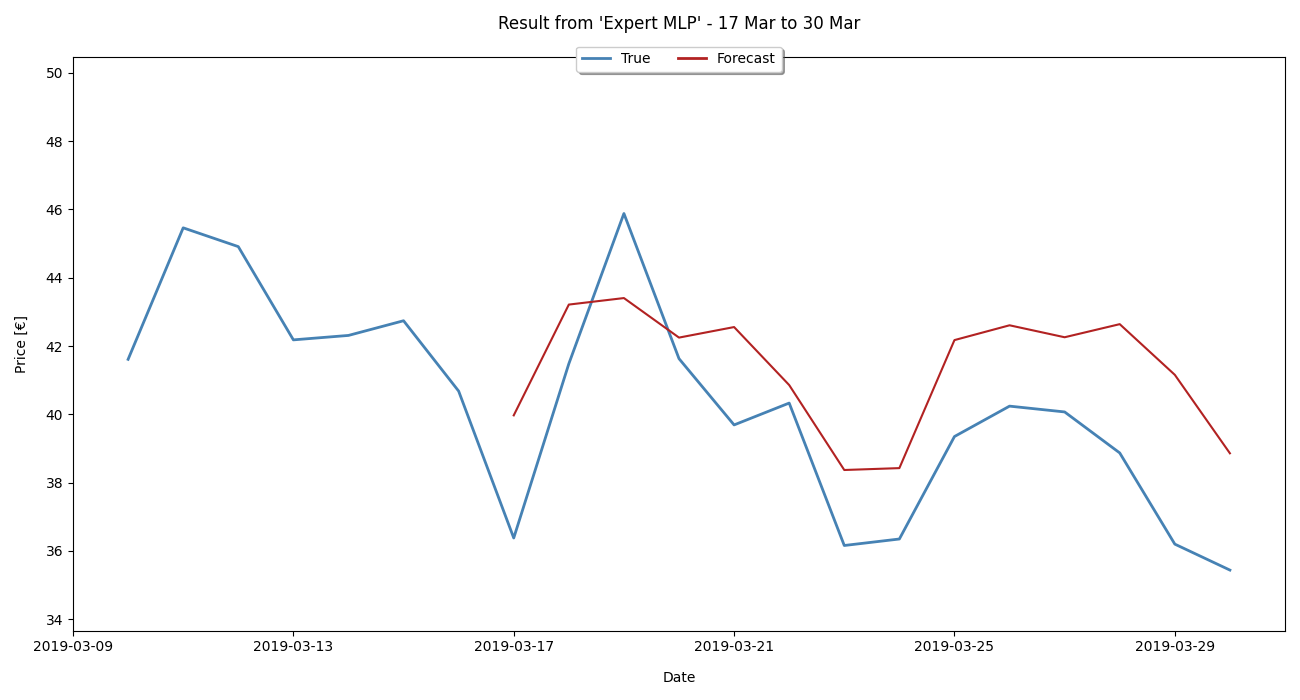 Result from 'Expert MLP' - 17 Mar to 30 Mar
True Forecast
50
48
46
44
42
40
38
36
34
Price [€]
2019-03-09 2019-03-13 2019-03-17 2019-03-21 2019-03-25 2019-03-29
Date